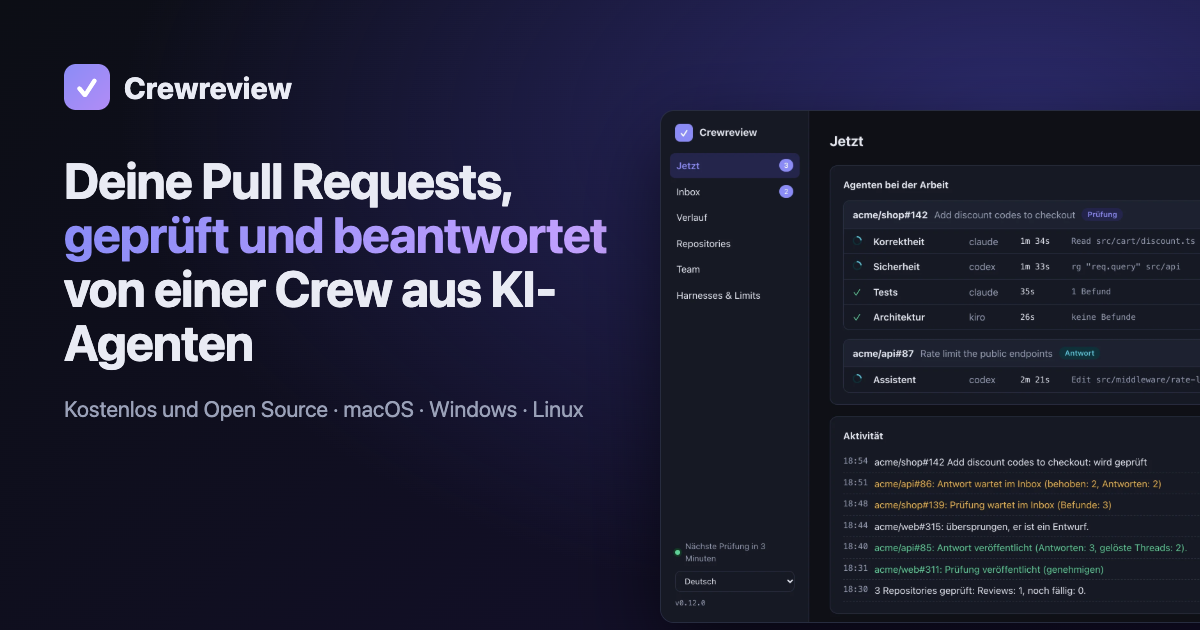 Crewreview
Deine Pull Requests,
geprüft und beantwortet
von einer Crew aus KI-
Agenten
Kostenlos und Open Source · macOS · Windows · Linux
Crewreview
Jetzt 3
Inbox 2
Verlauf
Repositories
Team
Harnesses & Limits
Nächste Prüfung in 3
Minuten
Deutsch
v0.12.0
Jetzt
Agenten bei der Arbeit
acme/shop#142 Add discount codes to checkout Prüfung
Korrektheit claude 1m 34s Read src/cart/discount.ts
Sicherheit codex 1m 33s rg "req.query" src/api
Tests claude 35s 1 Befund
Architektur kiro 26s keine Befunde
acme/api#87 Rate limit the public endpoints Antwort
Assistent codex 2m 21s Edit src/middleware/rate-l
Aktivität
18:54 acme/shop#142 Add discount codes to checkout: wird geprüft
18:51 acme/api#86: Antwort wartet im Inbox (behoben: 2, Antworten: 2)
18:48 acme/shop#139: Prüfung wartet im Inbox (Befunde: 3)
18:44 acme/web#315: übersprungen, er ist ein Entwurf.
18:40 acme/api#85: Antwort veröffentlicht (Antworten: 3, gelöste Threads: 2).
18:31 acme/web#311: Prüfung veröffentlicht (genehmigen)
18:30 3 Repositories geprüft: Reviews: 1, noch fällig: 0.